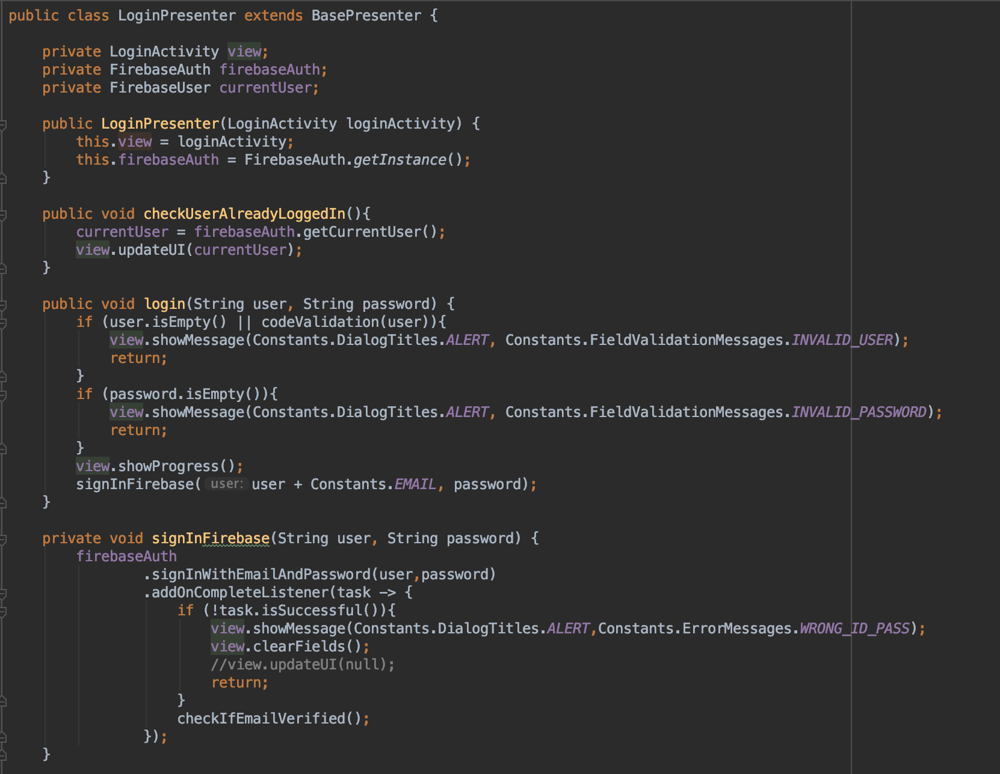 public class LoginPresenter extends BasePresenter {
private LoginActivity view;
private FirebaseAuth firebaseAuth;
private FirebaseUser currentUser;
public LoginPresenter(LoginActivity loginActivity) {
this.view = loginActivity;
this.firebaseAuth = FirebaseAuth.getInstance();
}
public void checkUserAlreadyLoggedIn(){
currentUser = firebaseAuth.getCurrentUser();
view.updateUI(currentUser);
}
public void login(String user, String password) {
if (user.isEmpty() || codeValidation(user)){
view.showMessage(Constants.DialogTitles.ALERT, Constants.FieldValidationMessages.INVALID_USER);
return;
}
if (password.isEmpty()){
view.showMessage(Constants.DialogTitles.ALERT, Constants.FieldValidationMessages.INVALID_PASSWORD);
return;
}
view.showProgress();
signInFirebase( user: user + Constants.EMAIL, password);
}
private void signInFirebase(String user, String password) {
firebaseAuth
.signInWithEmailAndPassword(user,password)
.addOnCompleteListener(task -> {
if (!task.isSuccessful()){
view.showMessage(Constants.DialogTitles.ALERT,Constants.ErrorMessages.WRONG_ID_PASS);
view.clearFields();
//view.updateUI(null);
return;
}
checkIfEmailVerified();
});
}